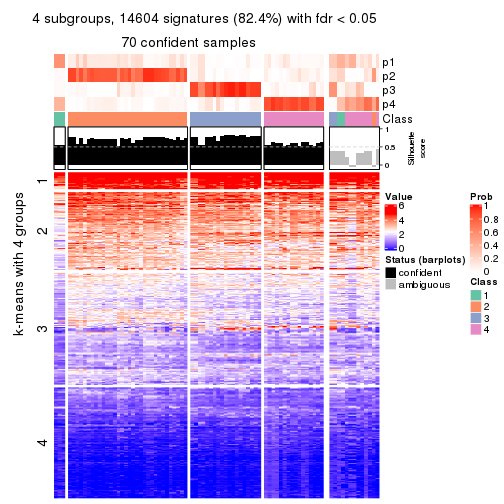 4 subgroups, 14604 signatures (82.4%) with fdr < 0.05
70 confident samples
p1
p2
p3
p4
Class
1
0.5
0
Silhouette
score
k-means with 4 groups
1
2
3
4
Value
6
4
2
0
Status (barplots)
confident
ambiguous
Prob
1
0.8
0.6
0.4
0.2
0
Class
1
2
3
4